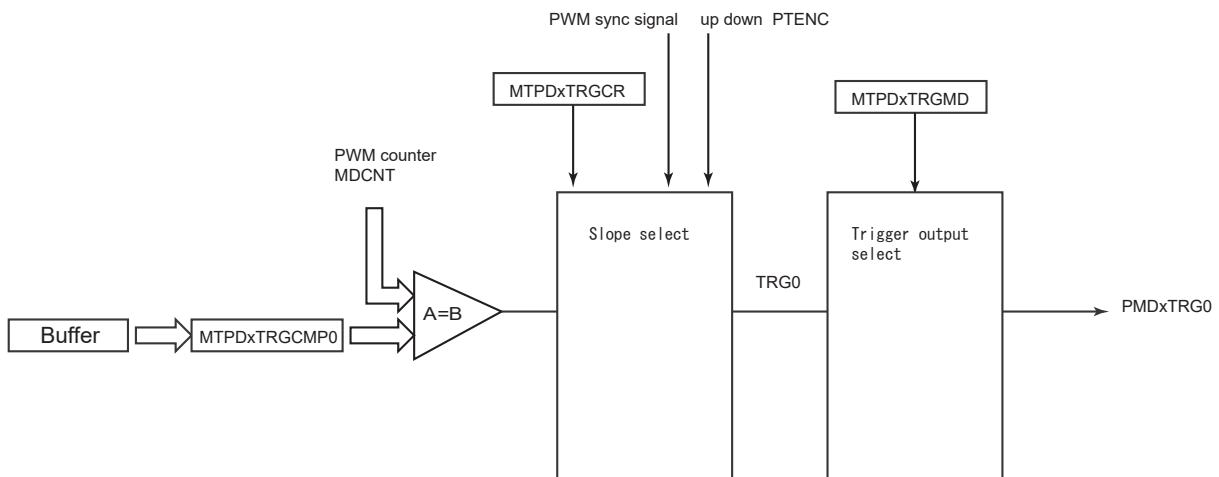 PWM sync signal
up down PTENC
MTPDxTRGCR
MTPDxTRGMD
PWM counter
MDCNT
Slope select
Trigger output
select
TRG0
A=B
PMDxTRG0
Buffer
MTPDxTRGCMP0